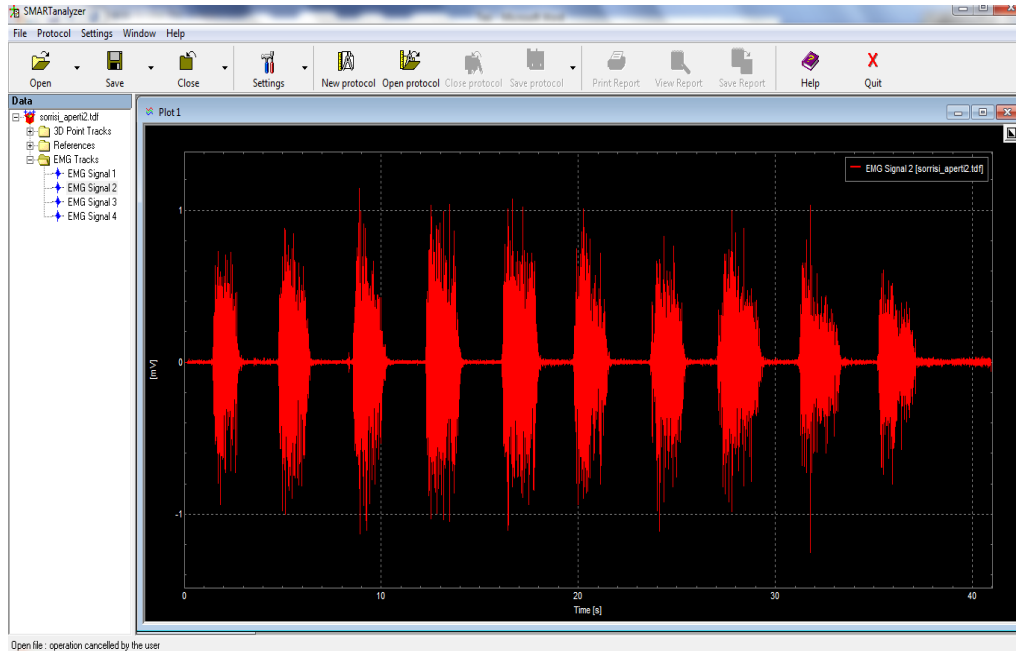 SMARTanalyzer
File Protocol Settings Window Help
Open Save Close Settings New protocol Open protocol Close protocol Save protocol Print Report View Report Save Report Help Quit
Data
sorrisi_aperti2.tdf
3D Point Tracks
References
EMG Tracks
EMG Signal 1
EMG Signal 2
EMG Signal 3
EMG Signal 4
Plot 1
EMG Signal 2 [sorrisi_aperti2.tdf]
1
0
-1
[mV]
0 10 20 30 40
Time [s]
Open file : operation cancelled by the user